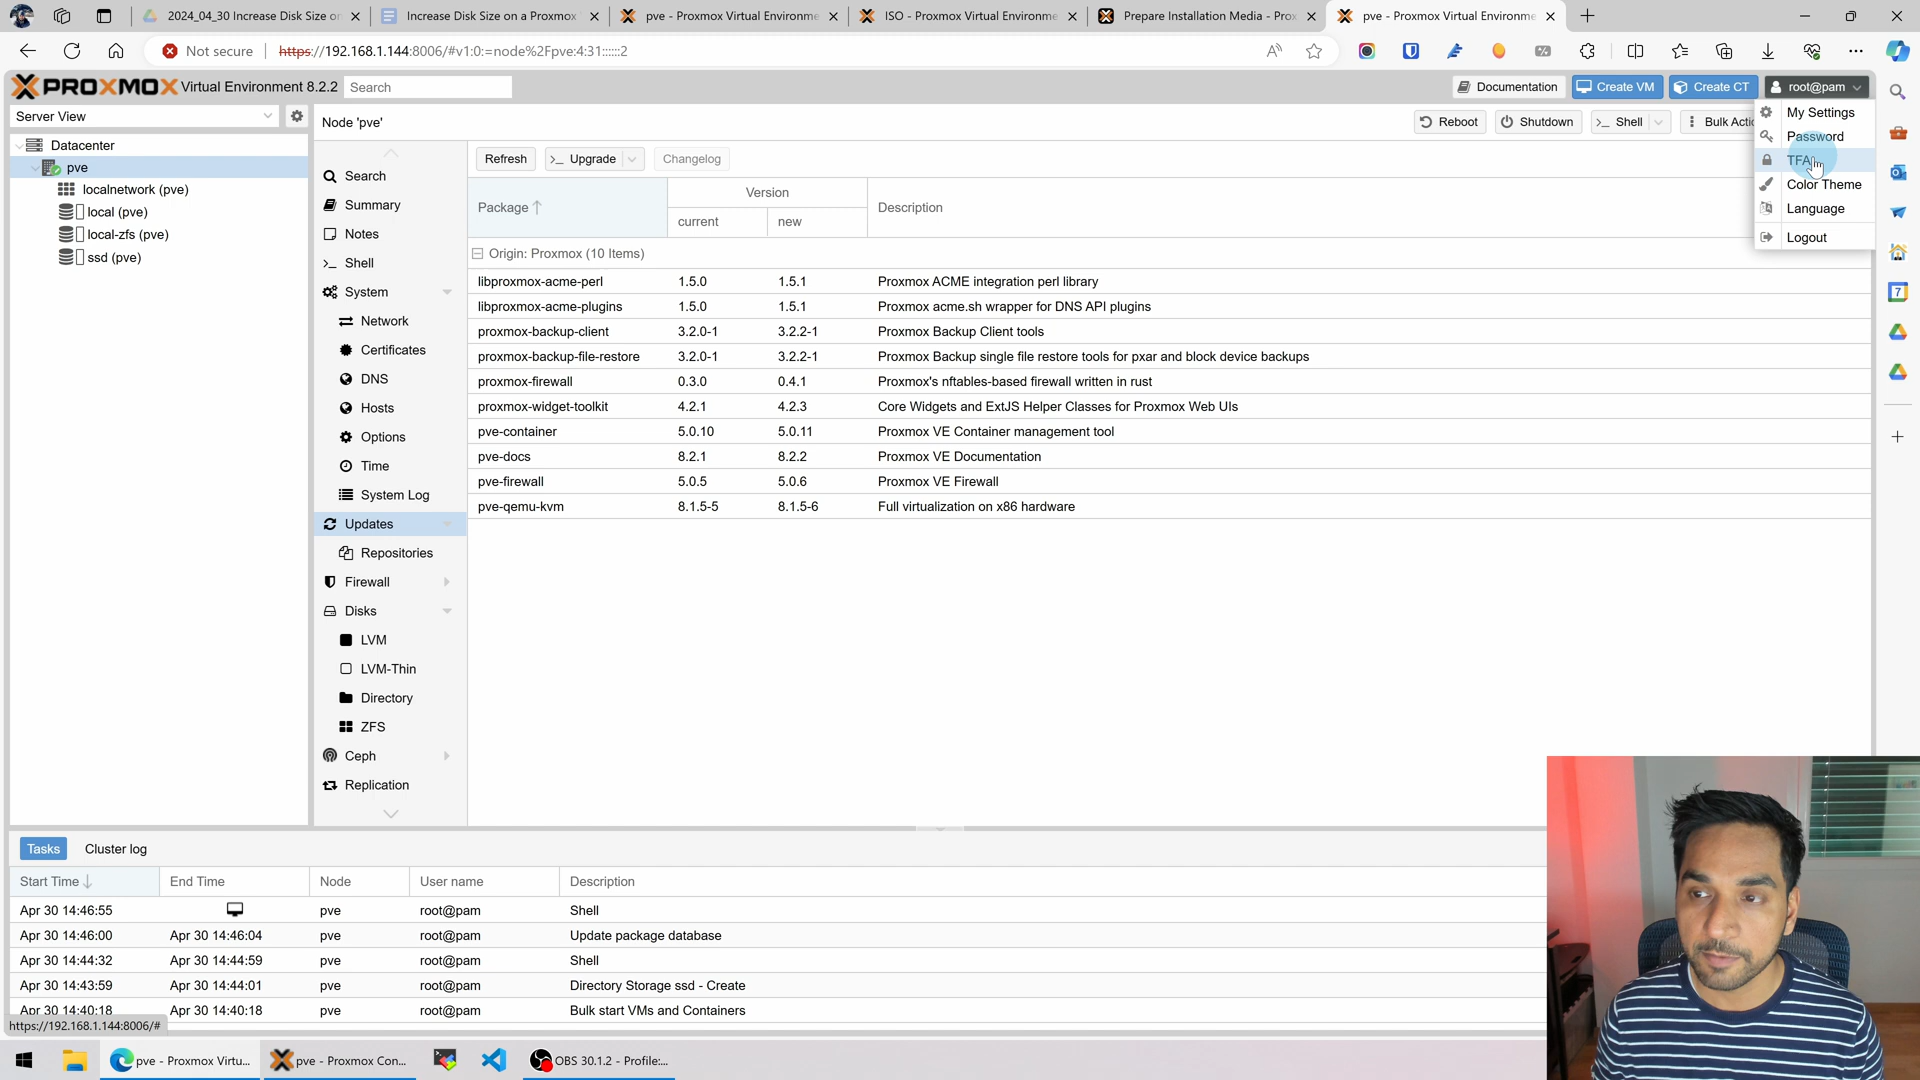 2024_04_30 Increase Disk Size or
Increase Disk Size on a Proxmox
pve - Proxmox Virtual Environme
ISO - Proxmox Virtual Environme
Prepare Installation Media - Prox
pve - Proxmox Virtual Environme
Not secure
https://192.168.1.144:8006/#v1:0:=node%2Fpve:4:31::::::2
PROXMOX Virtual Environment 8.2.2
Search
Documentation
Create VM
Create CT
root@pam
Server View
Node 'pve'
Reboot
Shutdown
Shell
Bulk Actio
My Settings
Password
TFA
Color Theme
Language
Logout
Datacenter
pve
localnetwork (pve)
local (pve)
local-zfs (pve)
ssd (pve)
Search
Summary
Notes
Shell
System
Network
Certificates
DNS
Hosts
Options
Time
System Log
Updates
Repositories
Firewall
Disks
LVM
LVM-Thin
Directory
ZFS
Ceph
Replication
Refresh
Upgrade
Changelog
Package
Version
Description
current
new
Origin: Proxmox (10 Items)
libproxmox-acme-perl 1.5.0 1.5.1 Proxmox ACME integration perl library
libproxmox-acme-plugins 1.5.0 1.5.1 Proxmox acme.sh wrapper for DNS API plugins
proxmox-backup-client 3.2.0-1 3.2.2-1 Proxmox Backup Client tools
proxmox-backup-file-restore 3.2.0-1 3.2.2-1 Proxmox Backup single file restore tools for pxar and block device backups
proxmox-firewall 0.3.0 0.4.1 Proxmox's nftables-based firewall written in rust
proxmox-widget-toolkit 4.2.1 4.2.3 Core Widgets and ExtJS Helper Classes for Proxmox Web UIs
pve-container 5.0.10 5.0.11 Proxmox VE Container management tool
pve-docs 8.2.1 8.2.2 Proxmox VE Documentation
pve-firewall 5.0.5 5.0.6 Proxmox VE Firewall
pve-qemu-kvm 8.1.5-5 8.1.5-6 Full virtualization on x86 hardware
7
Tasks
Cluster log
Start Time End Time Node User name Description
Apr 30 14:46:55 pve root@pam Shell
Apr 30 14:46:00 Apr 30 14:46:04 pve root@pam Update package database
Apr 30 14:44:32 Apr 30 14:44:59 pve root@pam Shell
Apr 30 14:43:59 Apr 30 14:44:01 pve root@pam Directory Storage ssd - Create
Apr 30 14:40:18 Apr 30 14:40:18 pve root@pam Bulk start VMs and Containers
https://192.168.1.144:8006/#
pve - Proxmox Virtu...
pve - Proxmox Con...
OBS 30.1.2 - Profile:...